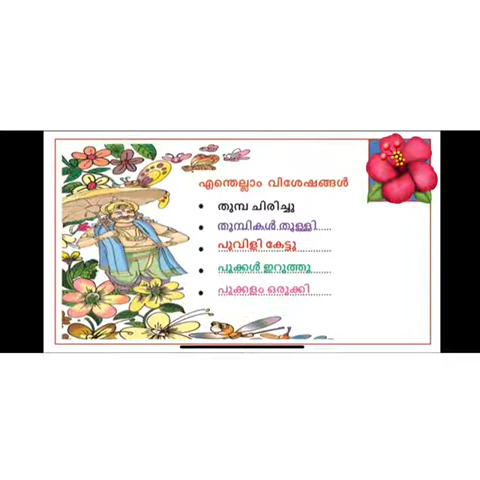 എന്തെല്ലാം വിശേഷങ്ങൾ
തുമ്പ ചിരിച്ചു
തുമ്പികൾ തുള്ളി......
പൂവിളി കേട്ടു
പൂക്കൾ ഇറുത്തു
പൂക്കളം ഒരുക്കി